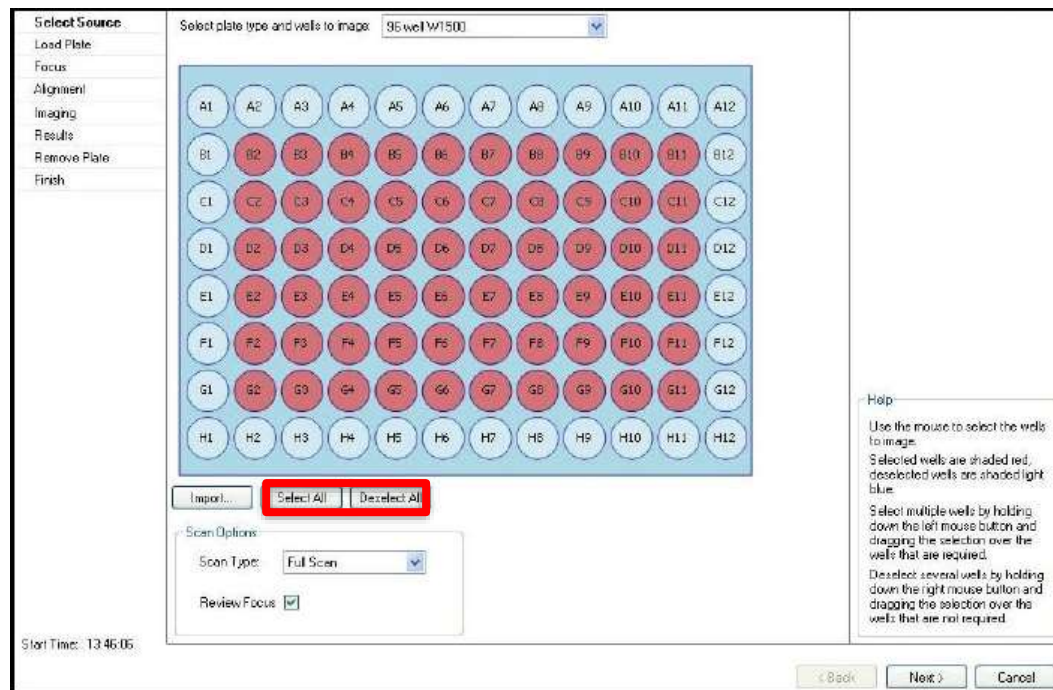 Select Source
Load Plate
Focus
Alignment
Imaging
Results
Remove Plate
Finish
Select plate type and wells to image: 96 well W1500
A1 A2 A3 A4 A5 A6 A7 A8 A9 A10 A11 A12
B1 B2 B3 B4 B5 B6 B7 B8 B9 B10 B11 B12
C1 C2 C3 C4 C5 C6 C7 C8 C9 C10 C11 C12
D1 D2 D3 D4 D5 D6 D7 D8 D9 D10 D11 D12
E1 E2 E3 E4 E5 E6 E7 E8 E9 E10 E11 E12
F1 F2 F3 F4 F5 F6 F7 F8 F9 F10 F11 F12
G1 G2 G3 G4 G5 G6 G7 G8 G9 G10 G11 G12
H1 H2 H3 H4 H5 H6 H7 H8 H9 H10 H11 H12
Import... Select All Deselect All
Scan Options
Scan Type: Full Scan
Review Focus
Help
Use the mouse to select the wells
to image.
Selected wells are shaded red,
deselected wells are shaded light
blue.
Select multiple wells by holding
down the left mouse button and
dragging the selection over the
wells that are required.
Deselect several wells by holding
down the right mouse button and
dragging the selection over the
wells that are not required.
Start Time: 13:46:06
< Back Next > Cancel